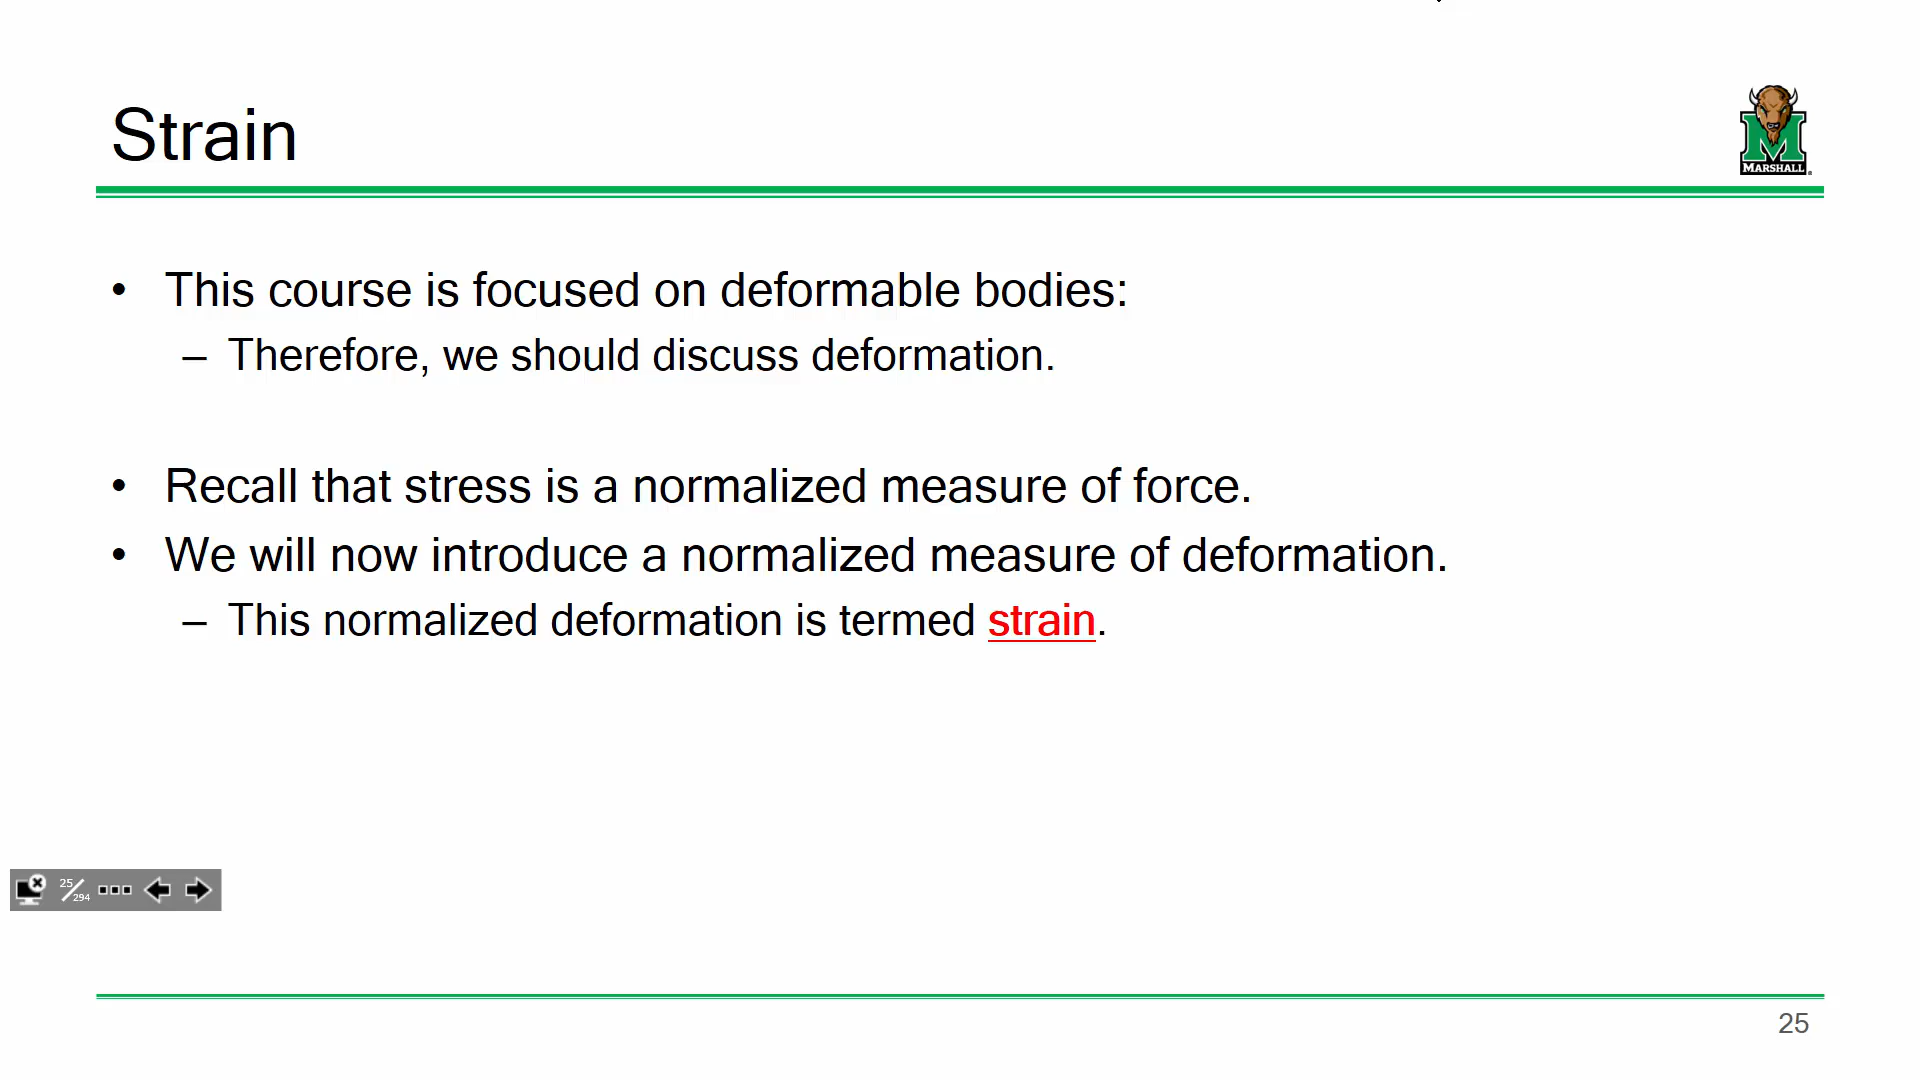 Strain
MARSHALL
• This course is focused on deformable bodies:
– Therefore, we should discuss deformation.
• Recall that stress is a normalized measure of force.
• We will now introduce a normalized measure of deformation.
– This normalized deformation is termed strain.
25/294
25